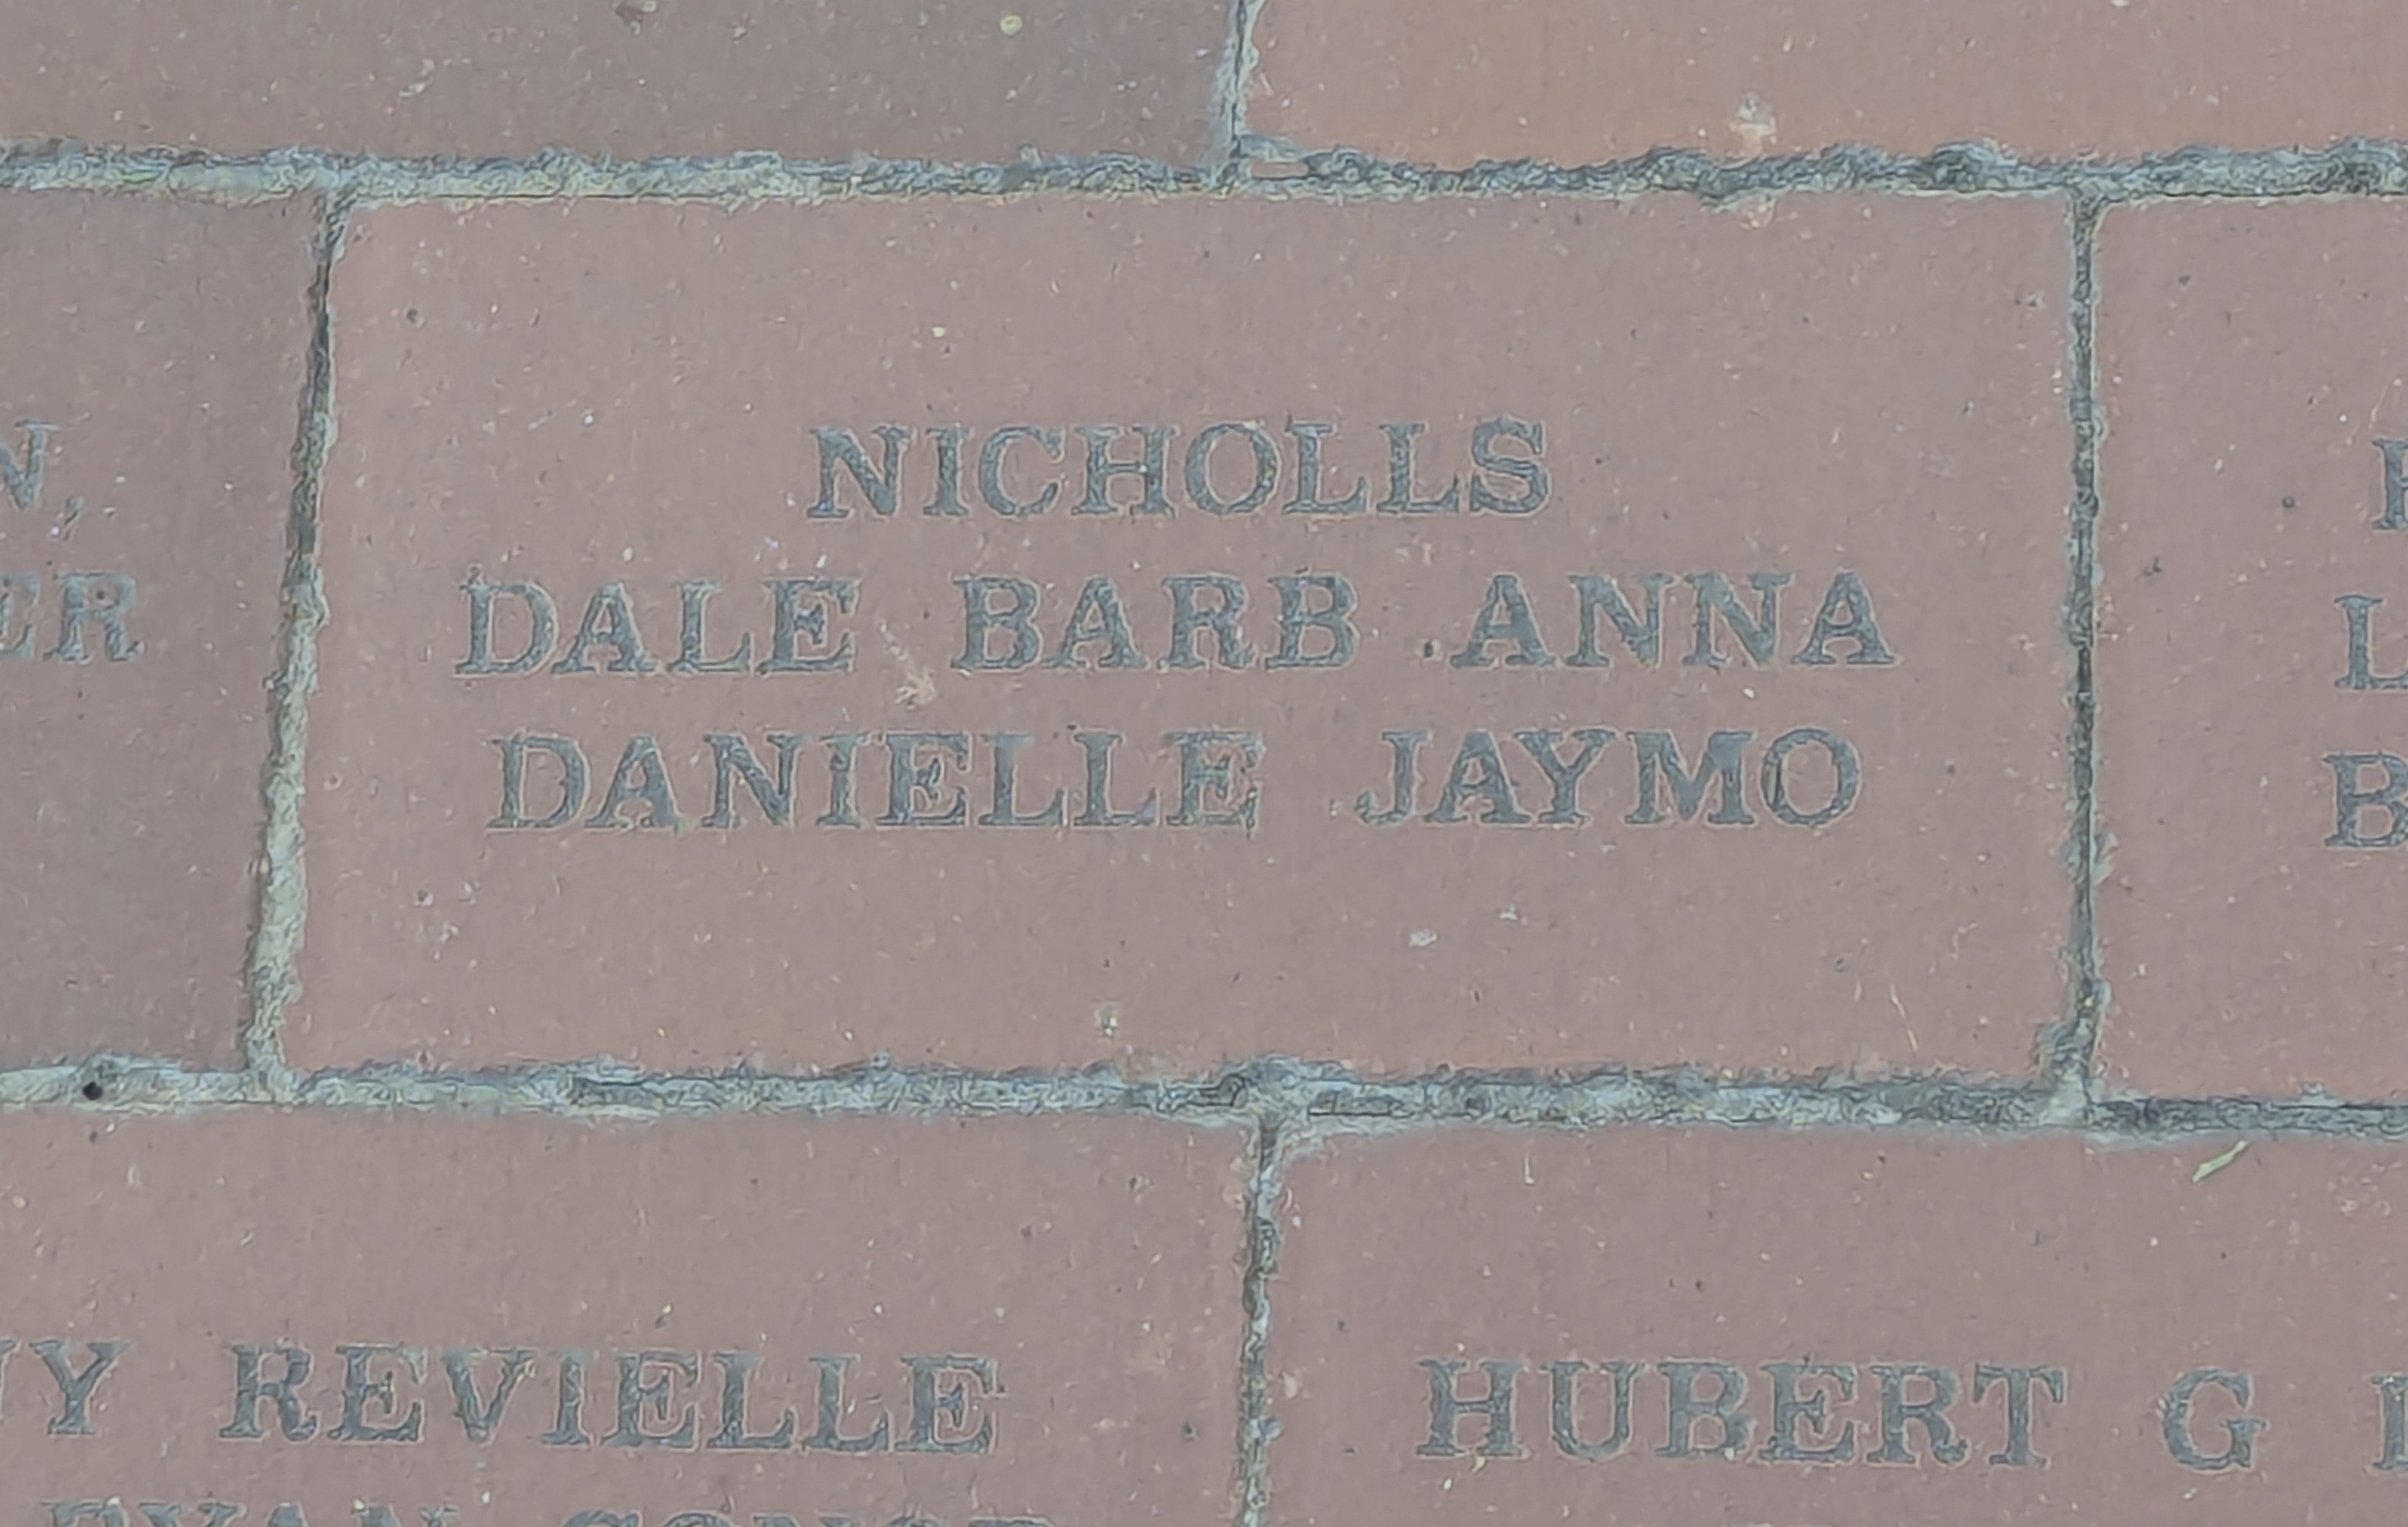 NICHOLLS
DALE BARB ANNA
DANIELLE JAYMO
REVIELLE
HUBERT G